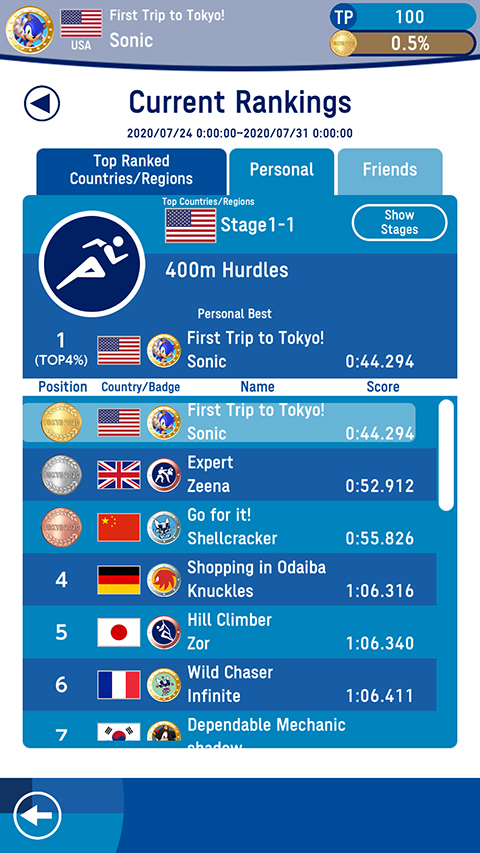 First Trip to Tokyo!
USA
Sonic
TP 100
0.5%
Current Rankings
2020/07/24 0:00:00~2020/07/31 0:00:00
Top Ranked
Countries/Regions
Personal
Friends
Top Countries/Regions
Stage1-1
Show
Stages
400m Hurdles
Personal Best
1
(TOP4%)
First Trip to Tokyo!
Sonic 0:44.294
Position Country/Badge Name Score
First Trip to Tokyo!
Sonic 0:44.294
Expert
Zeena 0:52.912
Go for it!
Shellcracker 0:55.826
4
Shopping in Odaiba
Knuckles 1:06.316
5
Hill Climber
Zor 1:06.340
6
Wild Chaser
Infinite 1:06.411
7
Dependable Mechanic
shadow